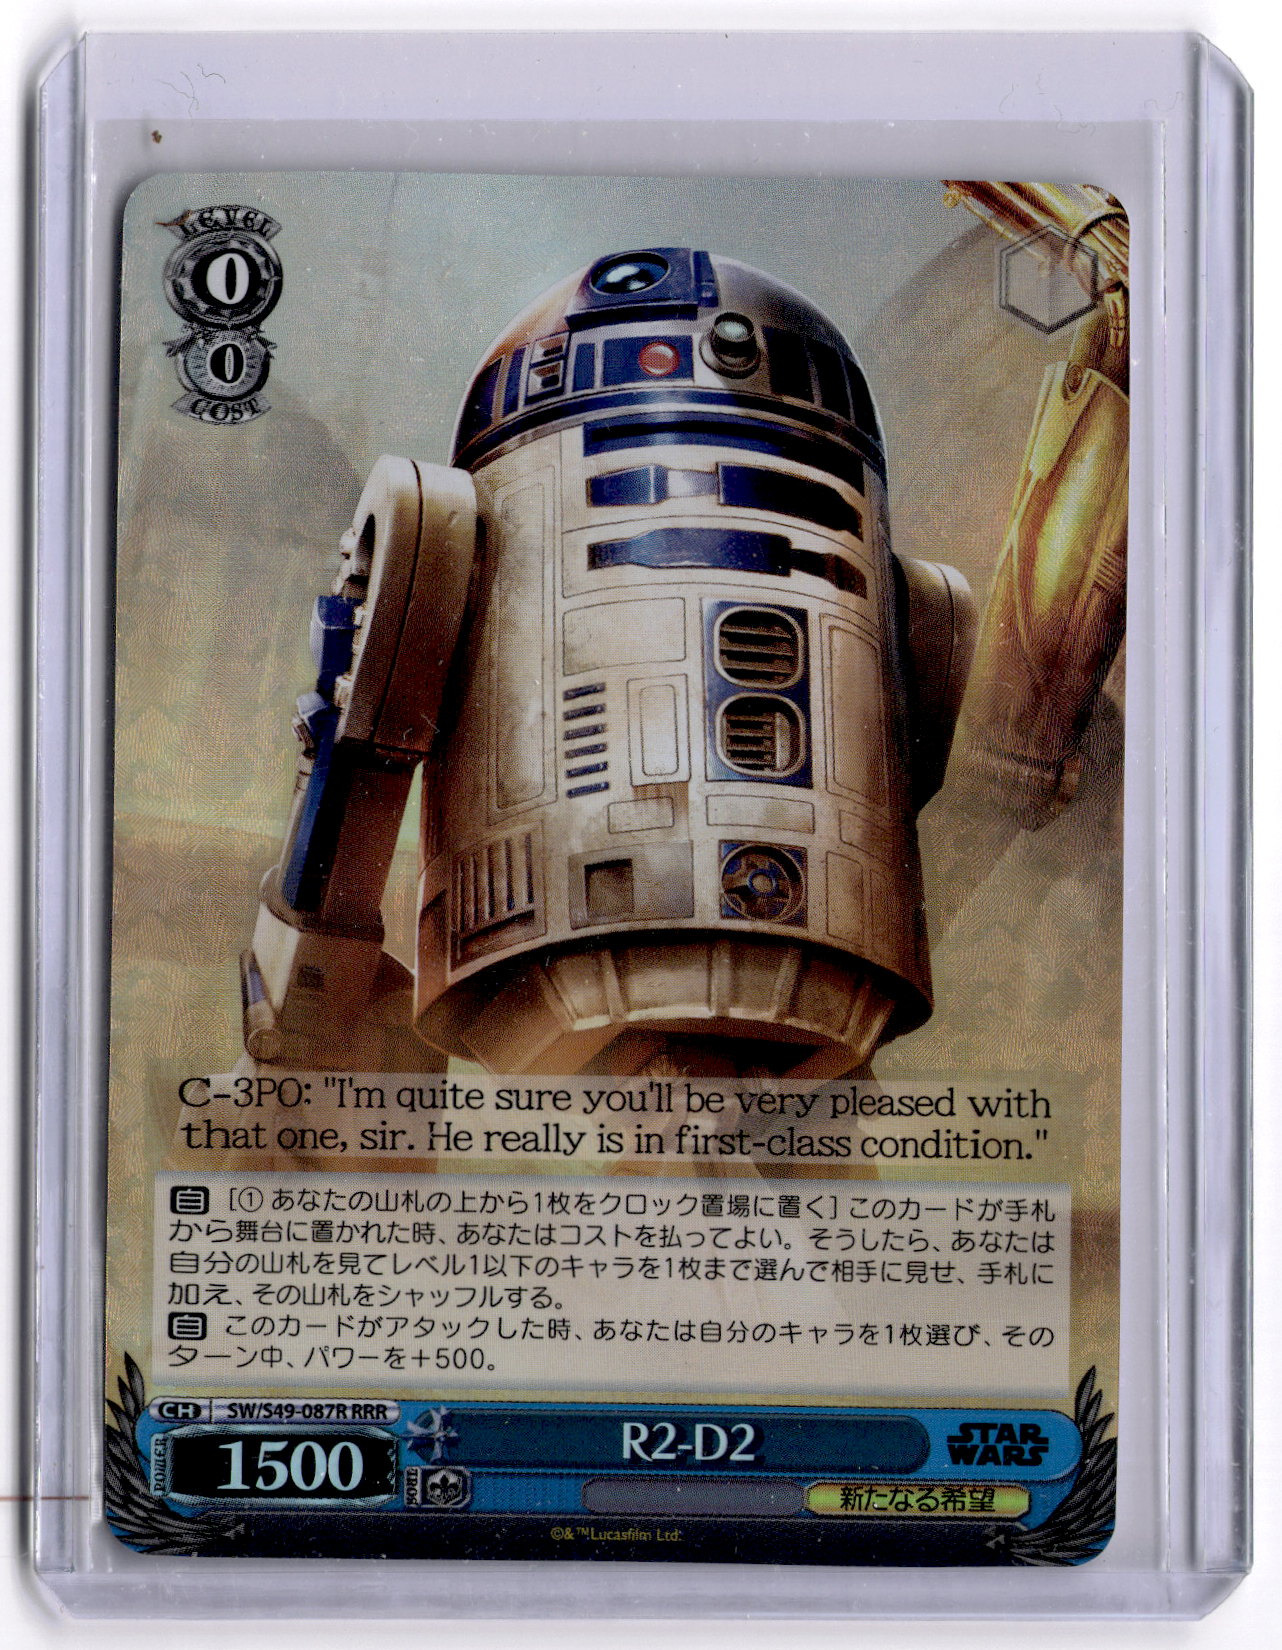 LEVEL
0
0
COST
C-3PO: "I'm quite sure you'll be very pleased with
that one, sir. He really is in first-class condition."
自 [① あなたの山札の上から1枚をクロック置場に置く] このカードが手札
から舞台に置かれた時、あなたはコストを払ってよい。そうしたら、あなたは
自分の山札を見てレベル1以下のキャラを1枚まで選んで相手に見せ、手札に
加え、その山札をシャッフルする。
自 このカードがアタックした時、あなたは自分のキャラを1枚選び、その
ターン中、パワーを+500。
CH SW/S49-087R RRR
POWER 1500 SOUL R2-D2 STAR WARS
新たなる希望
©&™Lucasfilm Ltd.